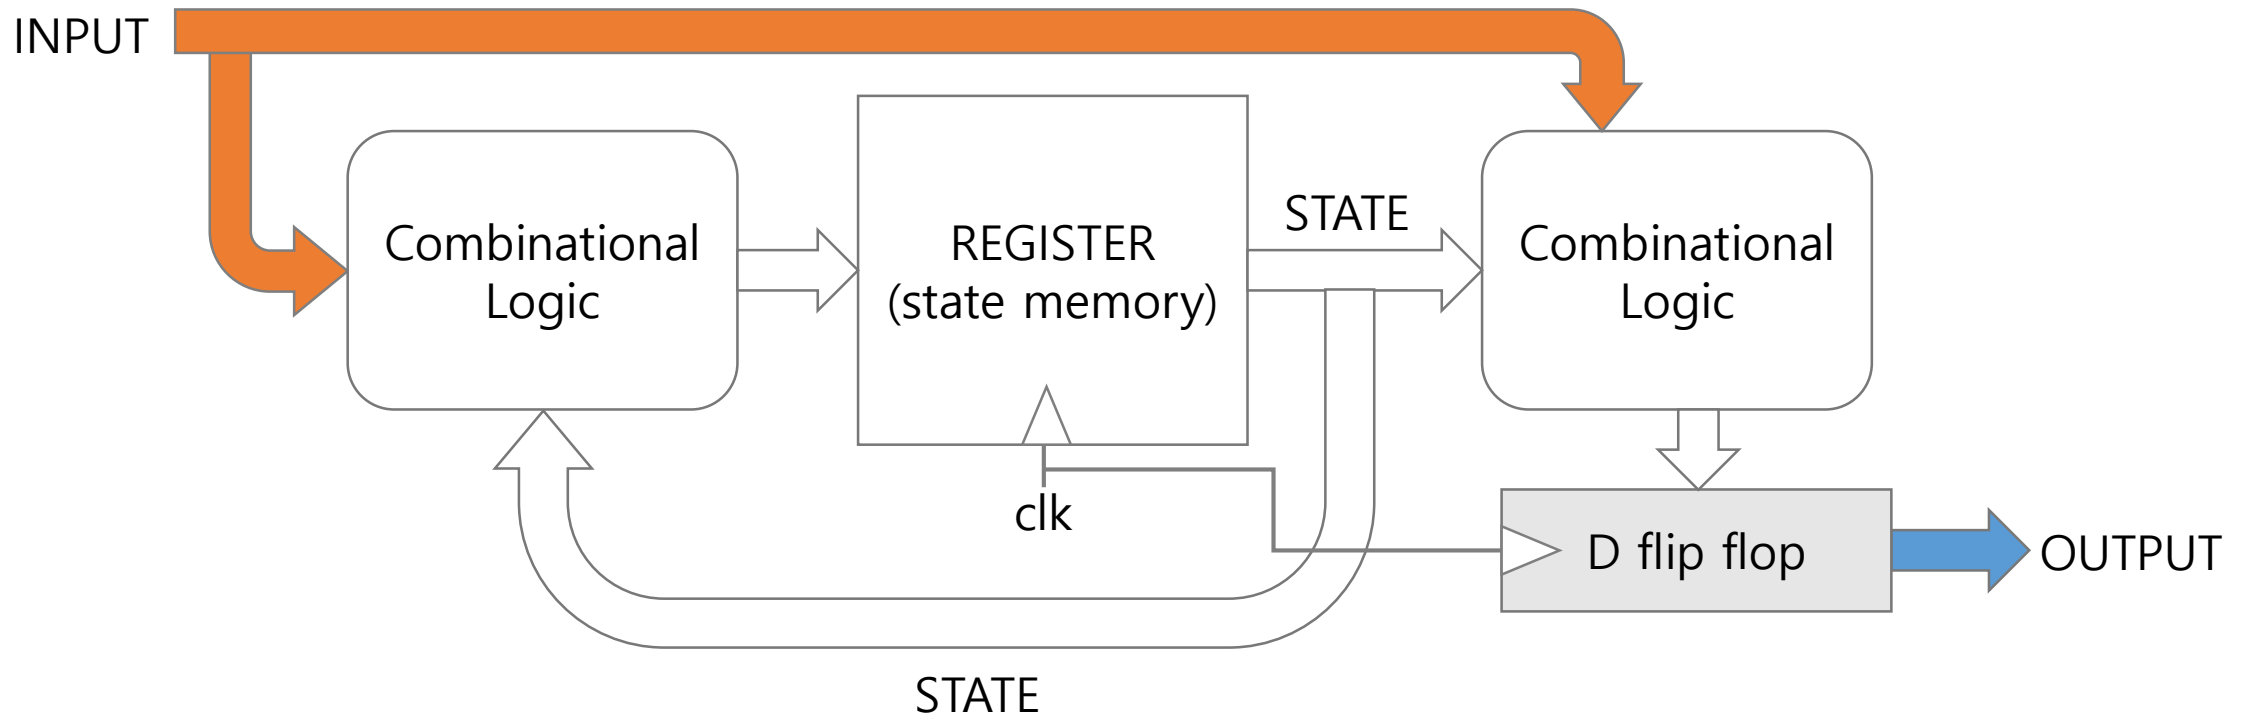 INPUT
Combinational
Logic
REGISTER
(state memory)
STATE
Combinational
Logic
clk
D flip flop
OUTPUT
STATE